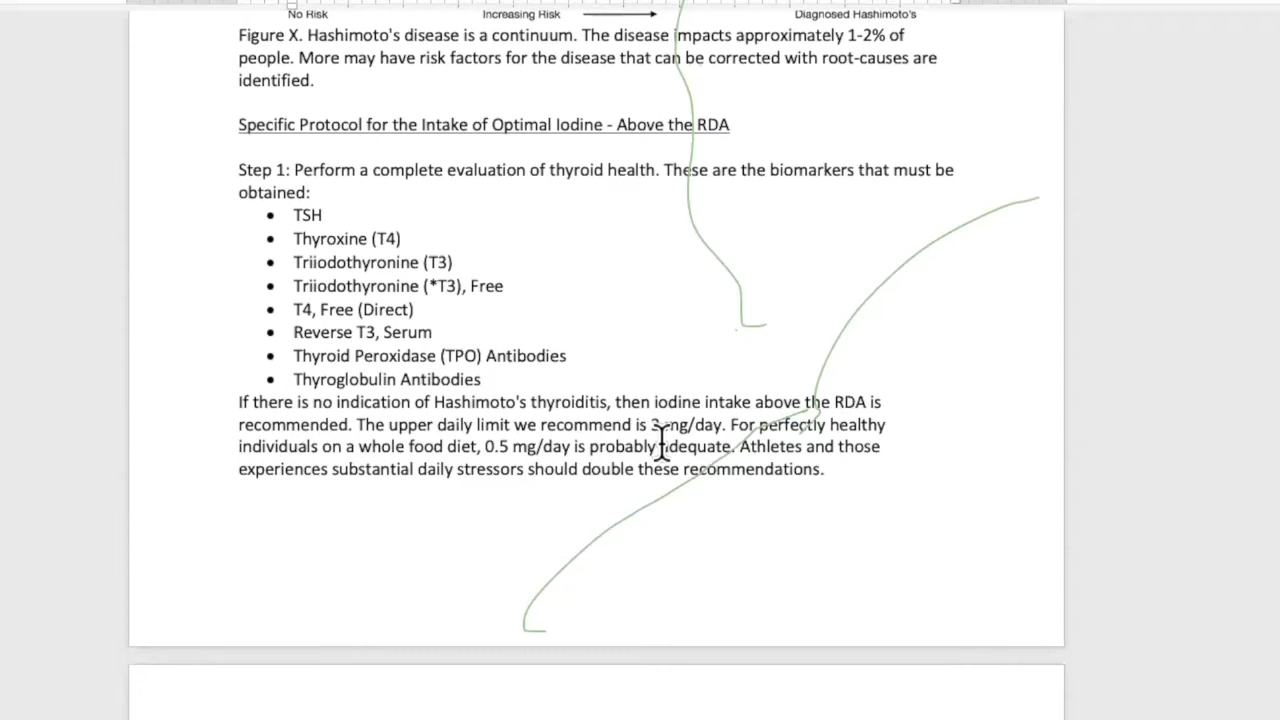 No Risk Increasing Risk Diagnosed Hashimoto's
Figure X. Hashimoto's disease is a continuum. The disease impacts approximately 1-2% of
people. More may have risk factors for the disease that can be corrected with root-causes are
identified.
Specific Protocol for the Intake of Optimal Iodine - Above the RDA
Step 1: Perform a complete evaluation of thyroid health. These are the biomarkers that must be
obtained:
• TSH
• Thyroxine (T4)
• Triiodothyronine (T3)
• Triiodothyronine (*T3), Free
• T4, Free (Direct)
• Reverse T3, Serum
• Thyroid Peroxidase (TPO) Antibodies
• Thyroglobulin Antibodies
If there is no indication of Hashimoto's thyroiditis, then iodine intake above the RDA is
recommended. The upper daily limit we recommend is 3 mg/day. For perfectly healthy
individuals on a whole food diet, 0.5 mg/day is probably adequate. Athletes and those
experiences substantial daily stressors should double these recommendations.